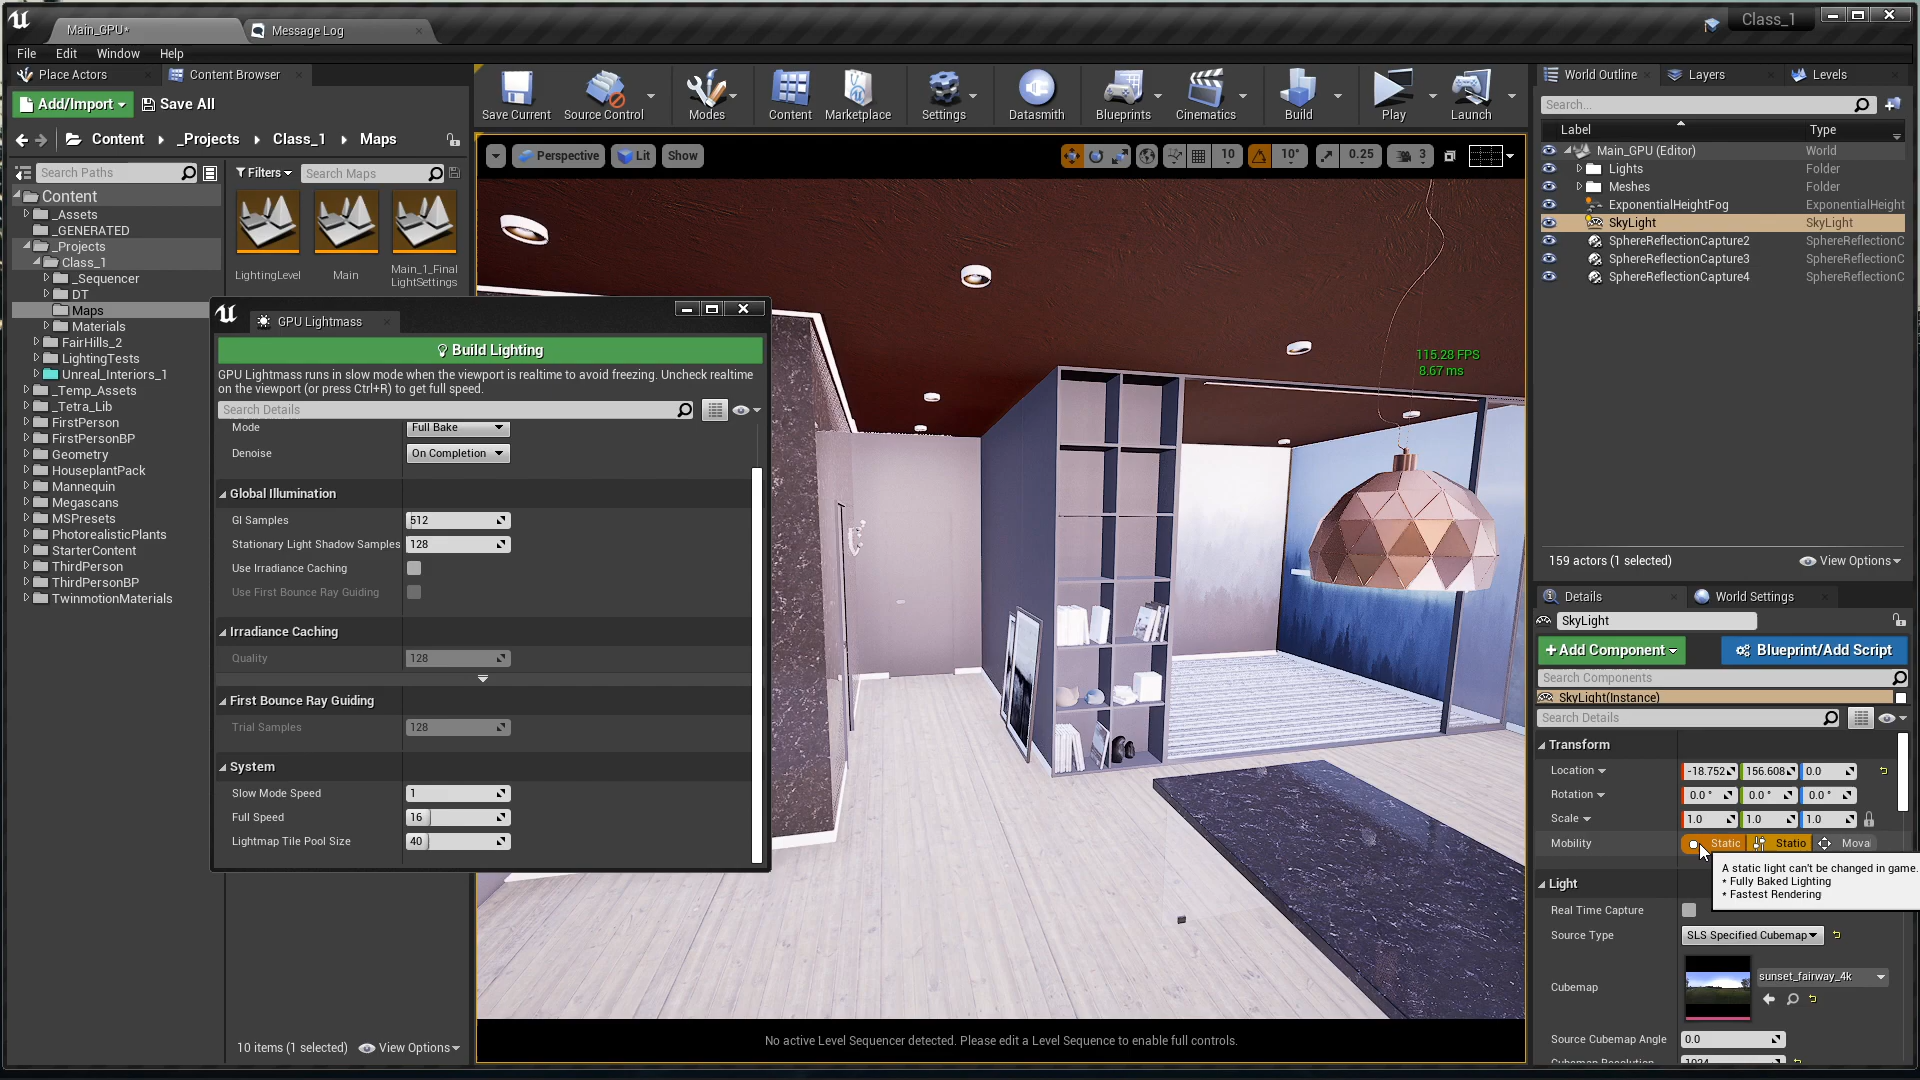 Main_GPU*
Message Log
Class_1
File Edit Window Help
Place Actors
Content Browser
Add/Import
Save All
Content
_Projects
Class_1
Maps
Search Paths
Filters
Search Maps
Content
_Assets
_GENERATED
_Projects
Class_1
_Sequencer
DT
Maps
Materials
FairHills_2
LightingTests
Unreal_Interiors_1
_Temp_Assets
_Tetra_Lib
FirstPerson
FirstPersonBP
Geometry
HouseplantPack
Mannequin
Megascans
MSPresets
PhotorealisticPlants
StarterContent
ThirdPerson
ThirdPersonBP
TwinmotionMaterials
LightingLevel
Main
Main_1_Final
LightSettings
10 items (1 selected)
View Options
Save Current
Source Control
Modes
Content
Marketplace
Settings
Datasmith
Blueprints
Cinematics
Build
Play
Launch
Perspective
Lit
Show
10
10°
0.25
3
115.28 FPS
8.67 ms
No active Level Sequencer detected. Please edit a Level Sequence to enable full controls.
GPU Lightmass
Build Lighting
GPU Lightmass runs in slow mode when the viewport is realtime to avoid freezing. Uncheck realtime
on the viewport (or press Ctrl+R) to get full speed.
Search Details
Mode Full Bake
Denoise On Completion
Global Illumination
GI Samples 512
Stationary Light Shadow Samples 128
Use Irradiance Caching
Use First Bounce Ray Guiding
Irradiance Caching
Quality 128
First Bounce Ray Guiding
Trial Samples 128
System
Slow Mode Speed 1
Full Speed 16
Lightmap Tile Pool Size 40
World Outline
Layers
Levels
Search...
Label Type
Main_GPU (Editor) World
Lights Folder
Meshes Folder
ExponentialHeightFog ExponentialHeight
SkyLight SkyLight
SphereReflectionCapture2 SphereReflectionC
SphereReflectionCapture3 SphereReflectionC
SphereReflectionCapture4 SphereReflectionC
159 actors (1 selected)
View Options
Details
World Settings
SkyLight
+Add Component
Blueprint/Add Script
Search Components
SkyLight(Instance)
Search Details
Transform
Location -18.752 156.608 0.0
Rotation 0.0 ° 0.0 ° 0.0 °
Scale 1.0 1.0 1.0
Mobility Static Statio Moval
A static light can't be changed in game.
* Fully Baked Lighting
* Fastest Rendering
Light
Real Time Capture
Source Type SLS Specified Cubemap
Cubemap sunset_fairway_4k
Source Cubemap Angle 0.0
Cubemap Resolution 1024